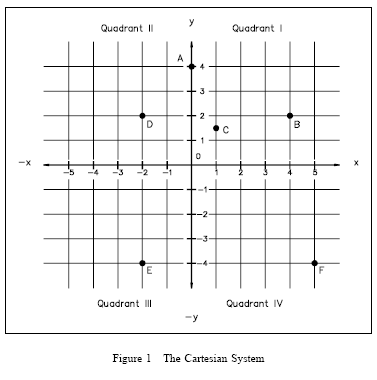 y
Quadrant II Quadrant I
A 4
3
D 2 B
C
1
0
-x -5 -4 -3 -2 -1 1 2 3 4 5 x
-1
-2
-3
E -4 F
Quadrant III Quadrant IV
-y
Figure 1 The Cartesian System